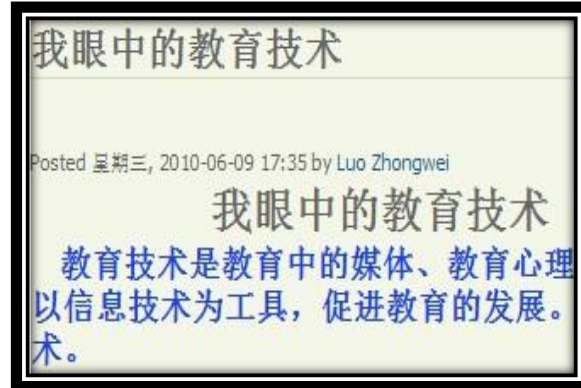 我眼中的教育技术
Posted 星期三, 2010-06-09 17:35 by Luo Zhongwei
我眼中的教育技术
教育技术是教育中的媒体、教育心理
以信息技术为工具，促进教育的发展。
术。